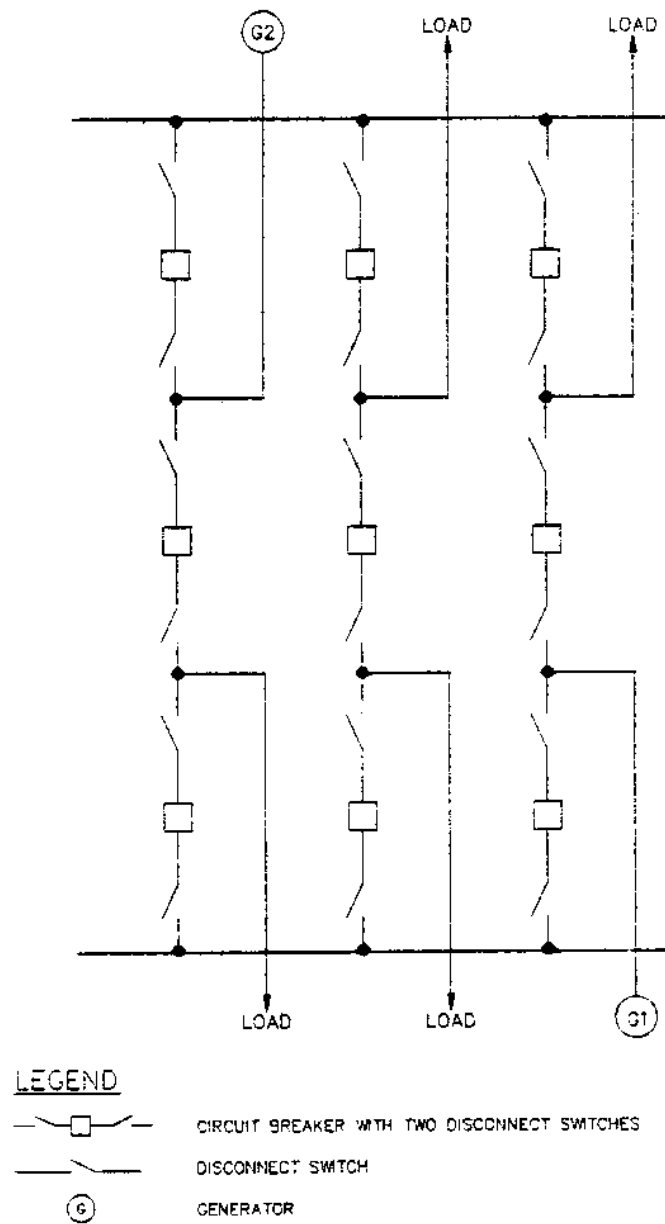 G2
LOAD
LOAD
LOAD
LOAD
G1
LEGEND
CIRCUIT BREAKER WITH TWO DISCONNECT SWITCHES
DISCONNECT SWITCH
G
GENERATOR